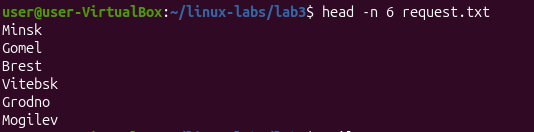 user@user-VirtualBox:~/linux-labs/lab3$ head -n 6 request.txt
Minsk
Gomel
Brest
Vitebsk
Grodno
Mogilev